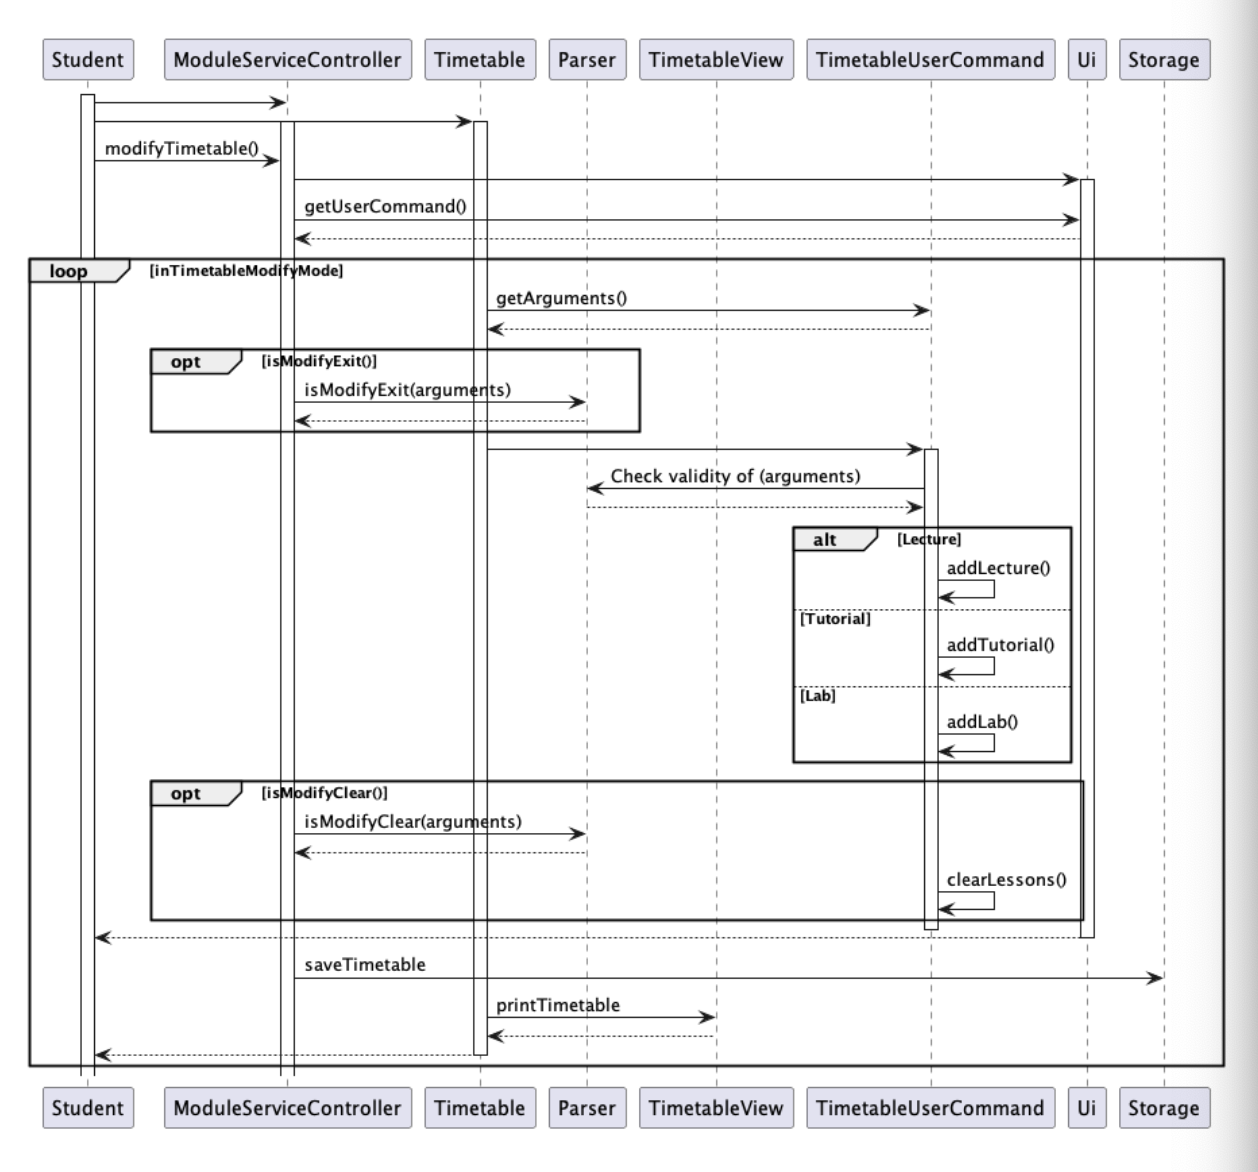 Student ModuleServiceController Timetable Parser TimetableView TimetableUserCommand Ui Storage
modifyTimetable()
getUserCommand()
loop [inTimetableModifyMode]
getArguments()
opt [isModifyExit()]
isModifyExit(arguments)
Check validity of (arguments)
alt [Lecture]
addLecture()
[Tutorial]
addTutorial()
[Lab]
addLab()
opt [isModifyClear()]
isModifyClear(arguments)
clearLessons()
saveTimetable
printTimetable
Student ModuleServiceController Timetable Parser TimetableView TimetableUserCommand Ui Storage